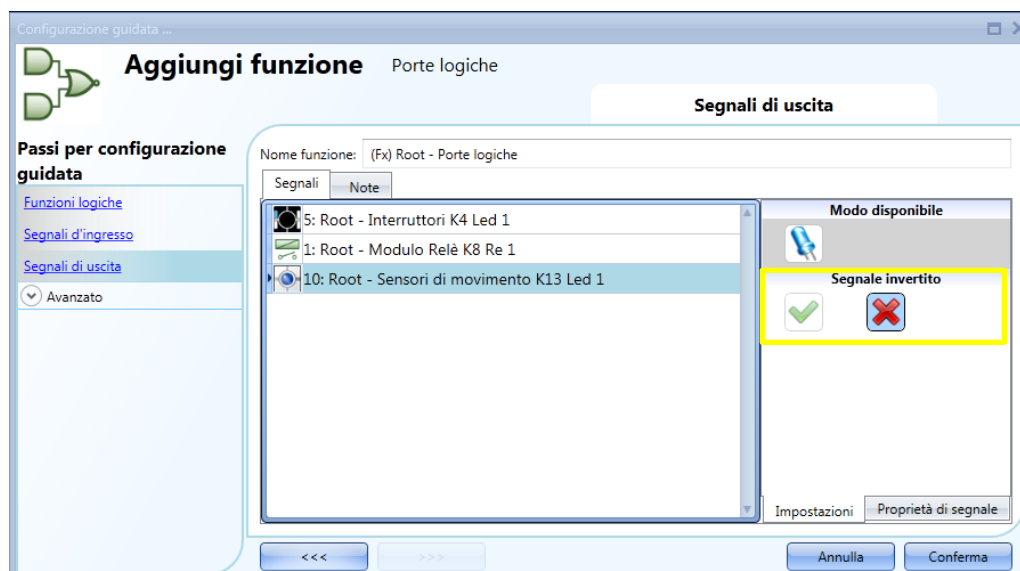 Configurazione guidata ...
Aggiungi funzione Porte logiche
Segnali di uscita
Passi per configurazione
guidata
Funzioni logiche
Segnali d'ingresso
Segnali di uscita
Avanzato
Nome funzione: (Fx) Root - Porte logiche
Segnali Note
5: Root - Interruttori K4 Led 1
1: Root - Modulo Relè K8 Re 1
10: Root - Sensori di movimento K13 Led 1
Modo disponibile
Segnale invertito
Impostazioni Proprietà di segnale
<<< >>> Annulla Conferma